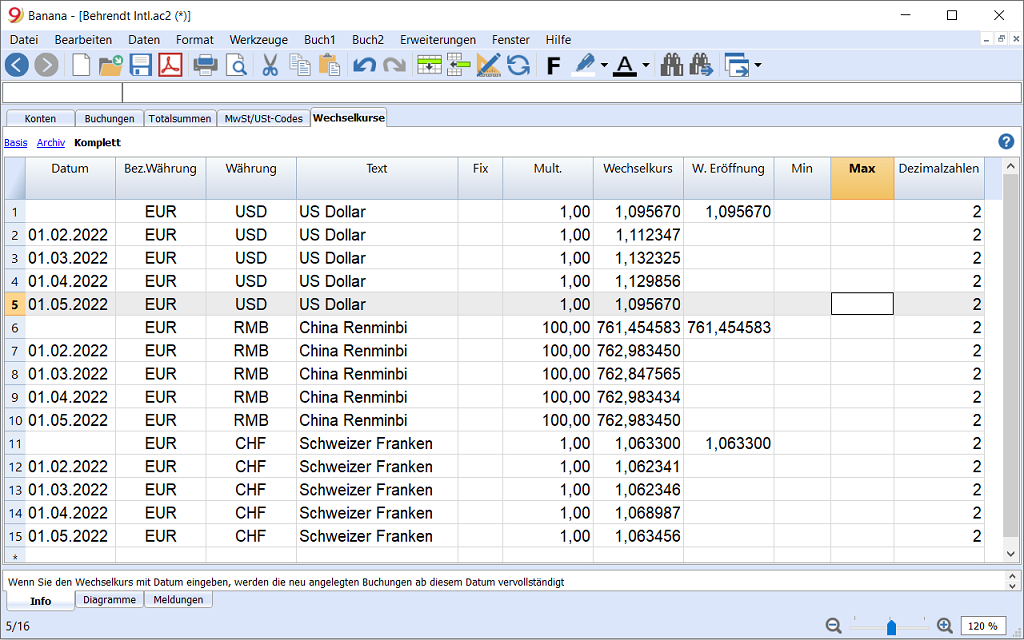 Banana - [Behrendt Intl.ac2 (*)]
Datei Bearbeiten Daten Format Werkzeuge Buch1 Buch2 Erweiterungen Fenster Hilfe
F A
Konten Buchungen Totalsummen MwSt/USt-Codes Wechselkurse
Basis Archiv Komplett ?
Datum Bez.Währung Währung Text Fix Mult. Wechselkurs W. Eröffnung Min Max Dezimalzahlen
1 EUR USD US Dollar 1,00 1,095670 1,095670 2
2 01.02.2022 EUR USD US Dollar 1,00 1,112347 2
3 01.03.2022 EUR USD US Dollar 1,00 1,132325 2
4 01.04.2022 EUR USD US Dollar 1,00 1,129856 2
5 01.05.2022 EUR USD US Dollar 1,00 1,095670 2
6 EUR RMB China Renminbi 100,00 761,454583 761,454583 2
7 01.02.2022 EUR RMB China Renminbi 100,00 762,983450 2
8 01.03.2022 EUR RMB China Renminbi 100,00 762,847565 2
9 01.04.2022 EUR RMB China Renminbi 100,00 762,983434 2
10 01.05.2022 EUR RMB China Renminbi 100,00 762,983450 2
11 EUR CHF Schweizer Franken 1,00 1,063300 1,063300 2
12 01.02.2022 EUR CHF Schweizer Franken 1,00 1,062341 2
13 01.03.2022 EUR CHF Schweizer Franken 1,00 1,062346 2
14 01.04.2022 EUR CHF Schweizer Franken 1,00 1,068987 2
15 01.05.2022 EUR CHF Schweizer Franken 1,00 1,063456 2
*
Wenn Sie den Wechselkurs mit Datum eingeben, werden die neu angelegten Buchungen ab diesem Datum vervollständigt
Info Diagramme Meldungen
5/16 120 %